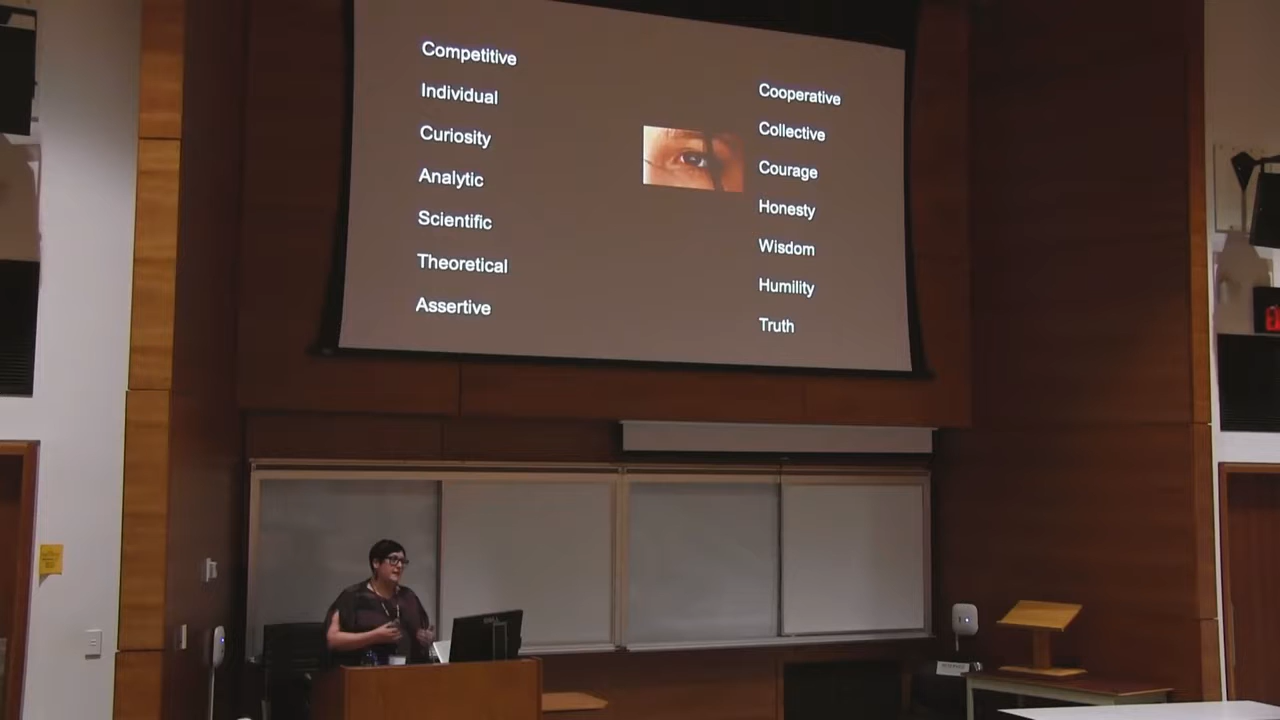 Competitive
Individual
Curiosity
Analytic
Scientific
Theoretical
Assertive
Cooperative
Collective
Courage
Honesty
Wisdom
Humility
Truth